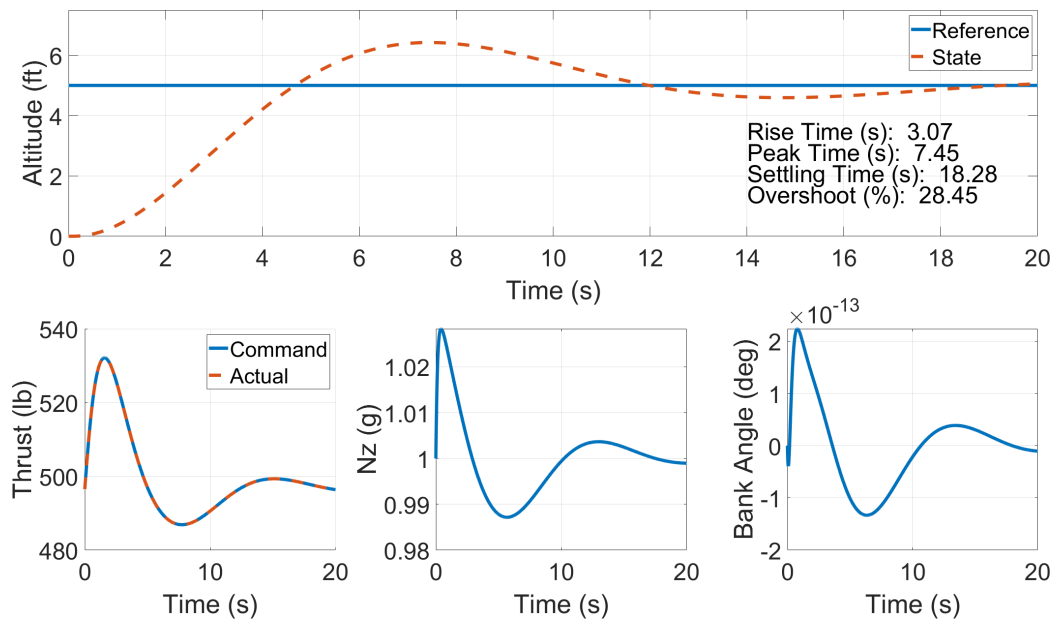 Altitude (ft)
6
4
2
0
Reference
State
Rise Time (s): 3.07
Peak Time (s): 7.45
Settling Time (s): 18.28
Overshoot (%): 28.45
0 2 4 6 8 10 12 14 16 18 20
Time (s)
Thrust (lb)
540
520
500
480
Command
Actual
0 10 20
Time (s)
Nz (g)
1.02
1.01
1
0.99
0.98
0 10 20
Time (s)
×10-13
Bank Angle (deg)
2
1
0
-1
-2
0 10 20
Time (s)